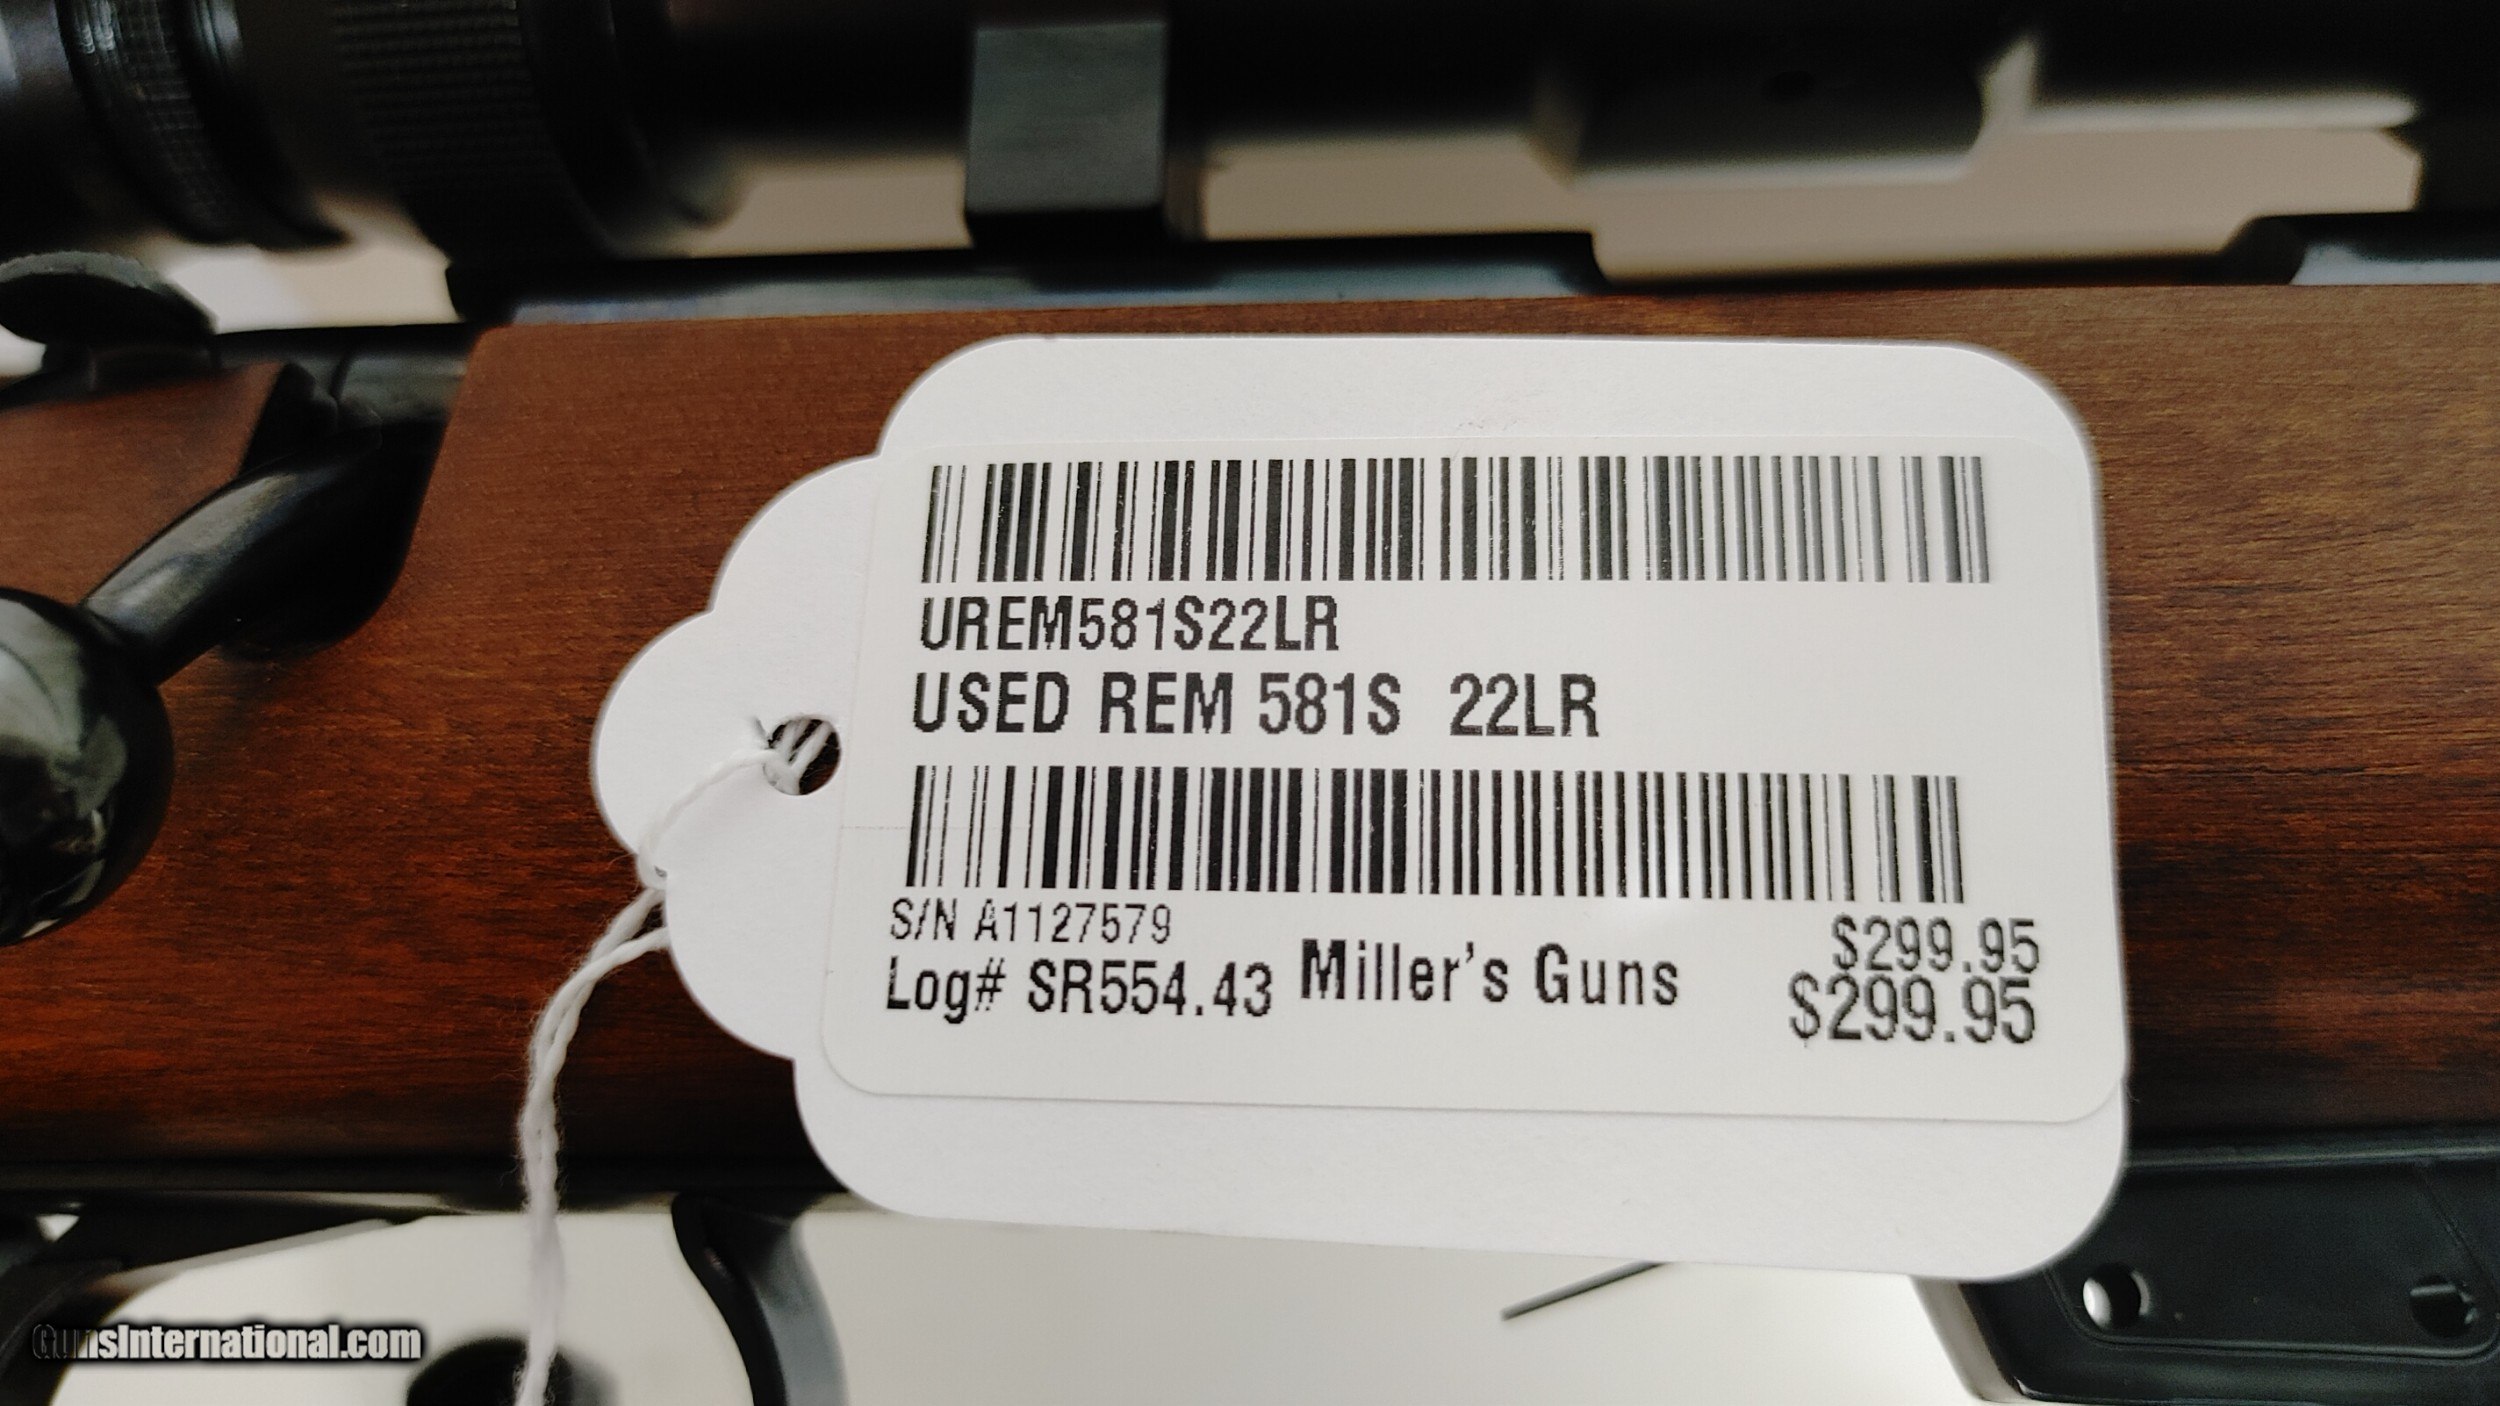 UREM581S22LR
USED REM 581S 22LR
S/N A1127579
$299.95
Log# SR554.43 Miller's Guns
$299.95
GunsInternational.com